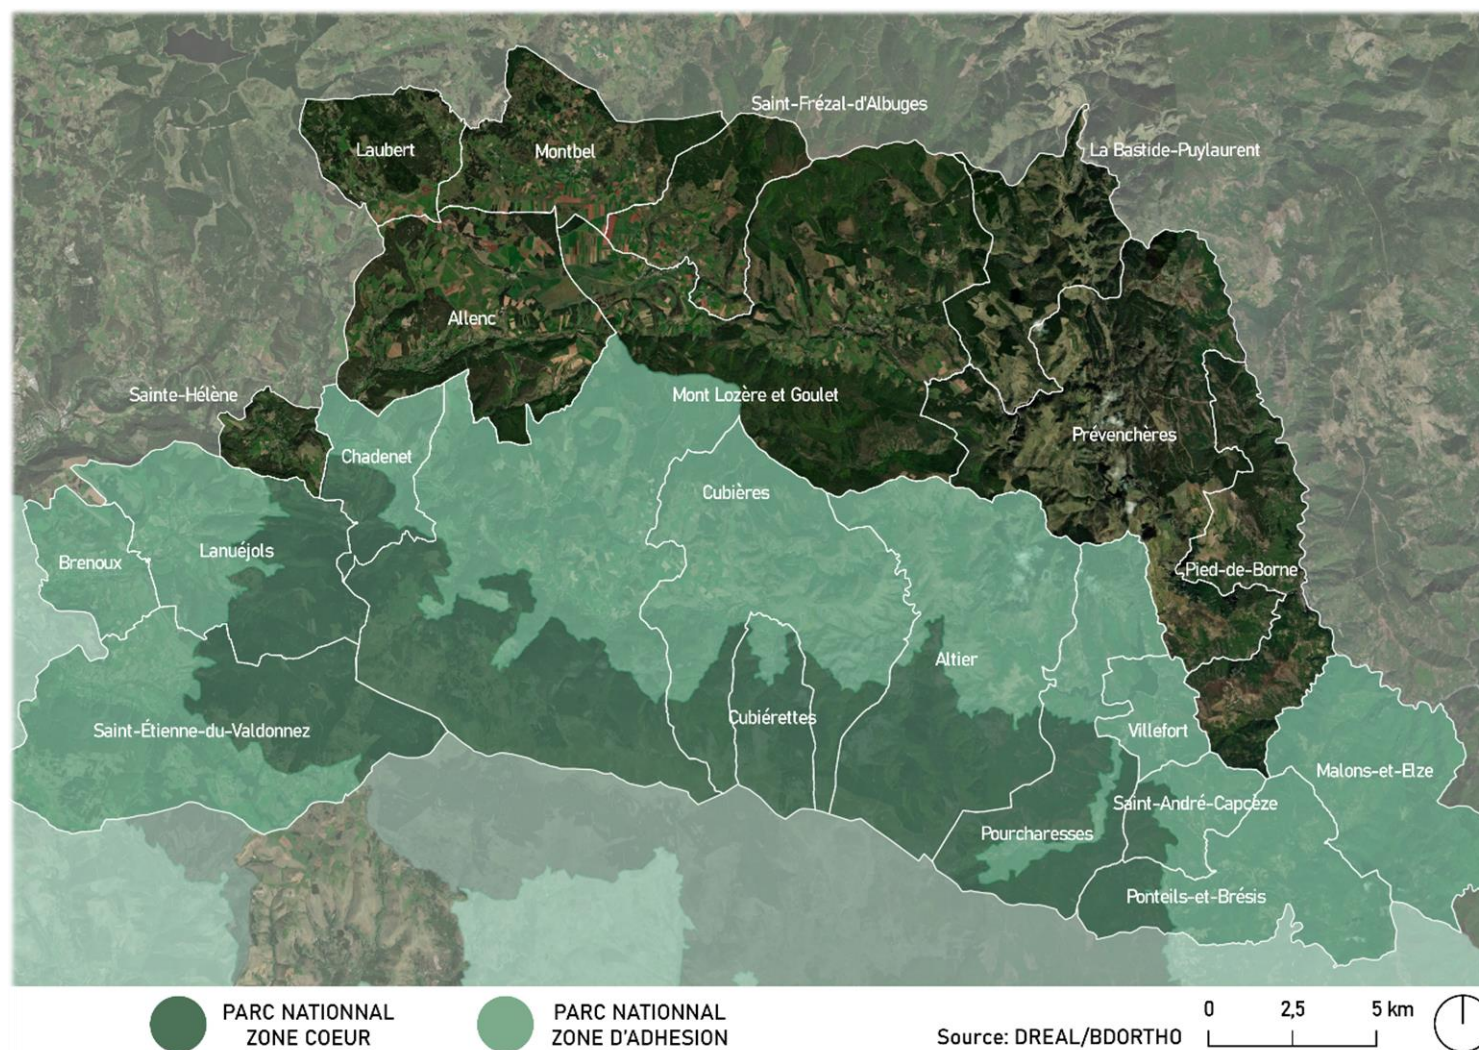 Saint-Frézal-d'Albuges
Laubert
Montbel
La Bastide-Puylaurent
Allenc
Sainte-Hélène
Mont Lozère et Goulet
Prévenchères
Chadenet
Cubières
Lanuéjols
Brenoux
Pied-de-Borne
Altier
Cubiérettes
Saint-Étienne-du-Valdonnez
Villefort
Malons-et-Elze
Saint-André-Capcèze
Pourcharesses
Ponteils-et-Brésis
PARC NATIONNAL
ZONE COEUR
PARC NATIONNAL
ZONE D'ADHESION
Source: DREAL/BDORTHO
0 2,5 5 km